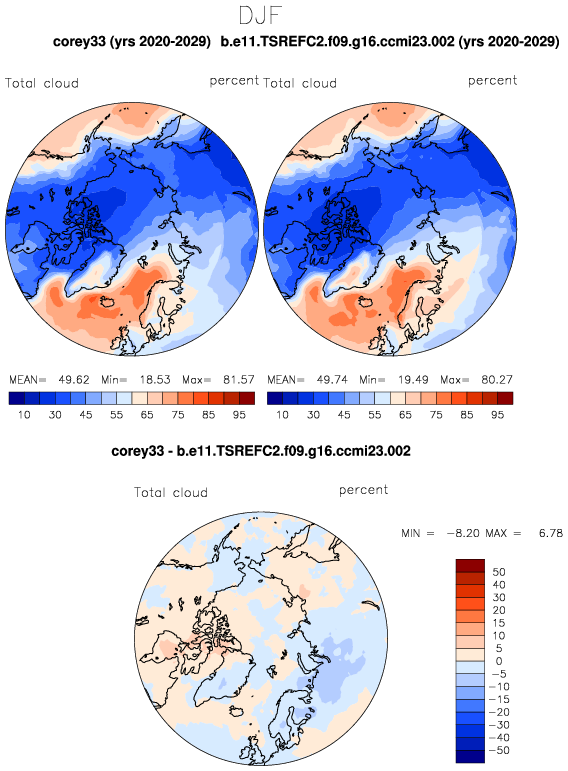 DJF
corey33 (yrs 2020-2029) b.e11.TSREFC2.f09.g16.ccmi23.002 (yrs 2020-2029)
Total cloud percent Total cloud percent
MEAN= 49.62 Min= 18.53 Max= 81.57 MEAN= 49.74 Min= 19.49 Max= 80.27
10 30 45 55 65 75 85 95 10 30 45 55 65 75 85 95
corey33 - b.e11.TSREFC2.f09.g16.ccmi23.002
Total cloud percent
MIN = -8.20 MAX = 6.78
50
40
30
20
15
10
5
0
-5
-10
-15
-20
-30
-40
-50